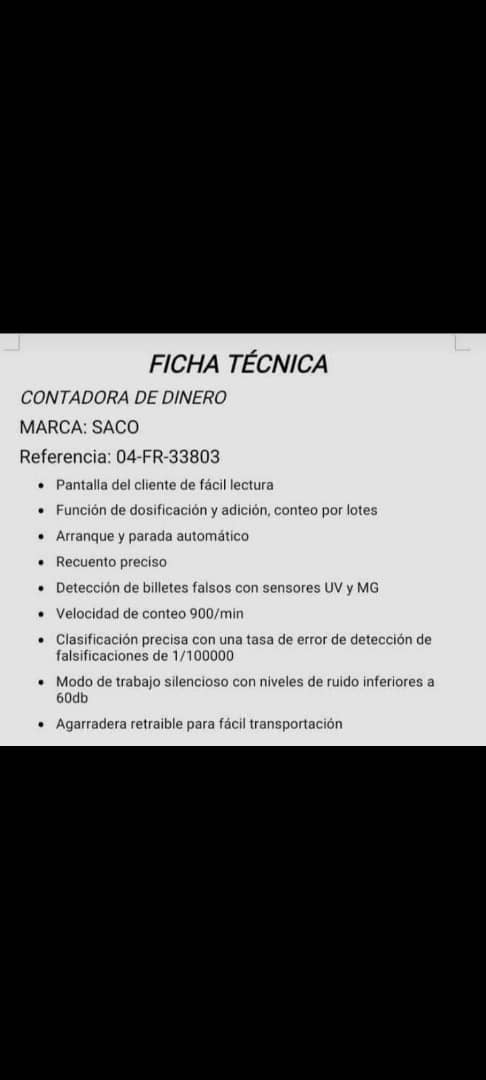 FICHA TÉCNICA
CONTADORA DE DINERO
MARCA: SACO
Referencia: 04-FR-33803
• Pantalla del cliente de fácil lectura
• Función de dosificación y adición, conteo por lotes
• Arranque y parada automático
• Recuento preciso
• Detección de billetes falsos con sensores UV y MG
• Velocidad de conteo 900/min
• Clasificación precisa con una tasa de error de detección de
falsificaciones de 1/100000
• Modo de trabajo silencioso con niveles de ruido inferiores a
60db
• Agarradera retraible para fácil transportación